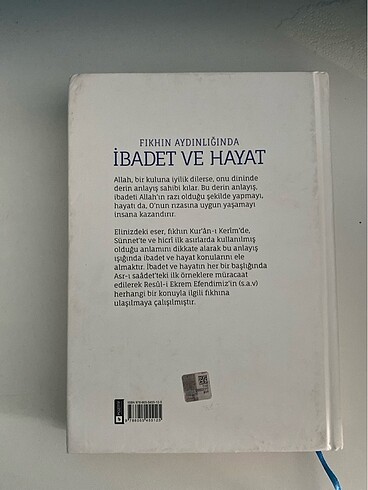 FIKHIN AYDINLIĞINDA
İBADET VE HAYAT
Allah, bir kuluna iyilik dilerse, onu dininde
derin anlayış sahibi kılar. Bu derin anlayış,
ibadeti Allah'ın razı olduğu şekilde yapmayı,
hayatı da, O'nun rızasına uygun yaşamayı
insana kazandırır.
Elinizdeki eser, fıkhın Kur'ân-ı Kerîm'de,
Sünnet'te ve hicrî ilk asırlarda kullanılmış
olduğu anlamını dikkate alarak bu anlayış
ışığında ibadet ve hayat konularını ele
almaktır. İbadet ve hayatın her bir başlığında
Asr-ı saâdet'teki ilk örneklere müracaat
edilerek Resûl-i Ekrem Efendimiz'in (s.a.v)
herhangi bir konuyla ilgili fıkhına
ulaşılmaya çalışılmıştır.